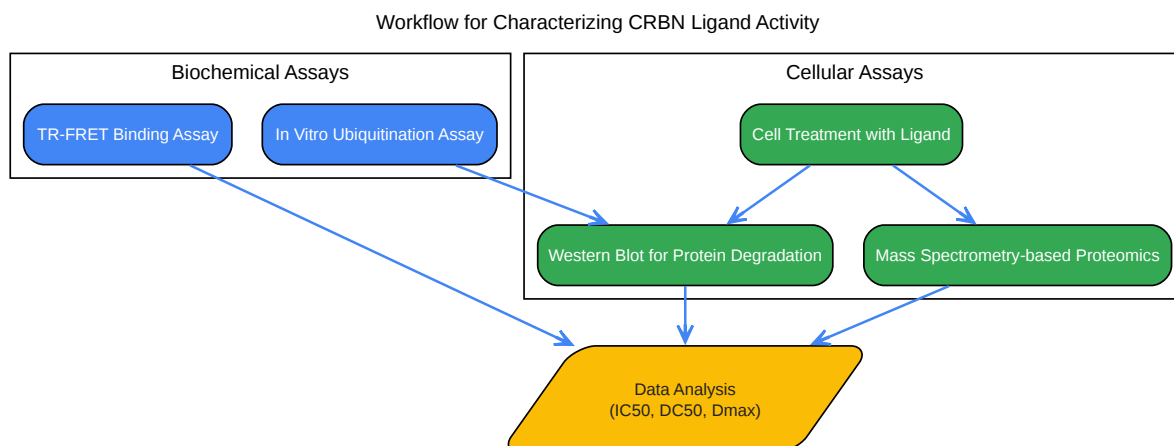 Workflow for Characterizing CRBN Ligand Activity
Biochemical Assays
Cellular Assays
TR-FRET Binding Assay
In Vitro Ubiquitination Assay
Cell Treatment with Ligand
Western Blot for Protein Degradation
Mass Spectrometry-based Proteomics
Data Analysis
(IC50, DC50, Dmax)